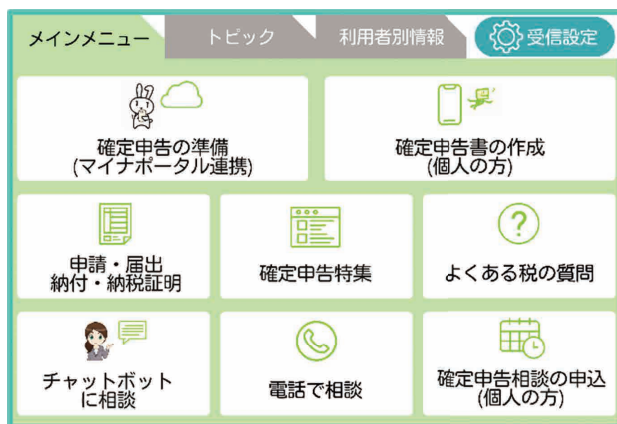 メインメニュー
トピック
利用者別情報
受信設定
確定申告の準備
(マイナポータル連携)
確定申告書の作成
(個人の方)
申請・届出
納付・納税証明
確定申告特集
よくある税の質問
チャットボット
に相談
電話で相談
確定申告相談の申込
(個人の方)